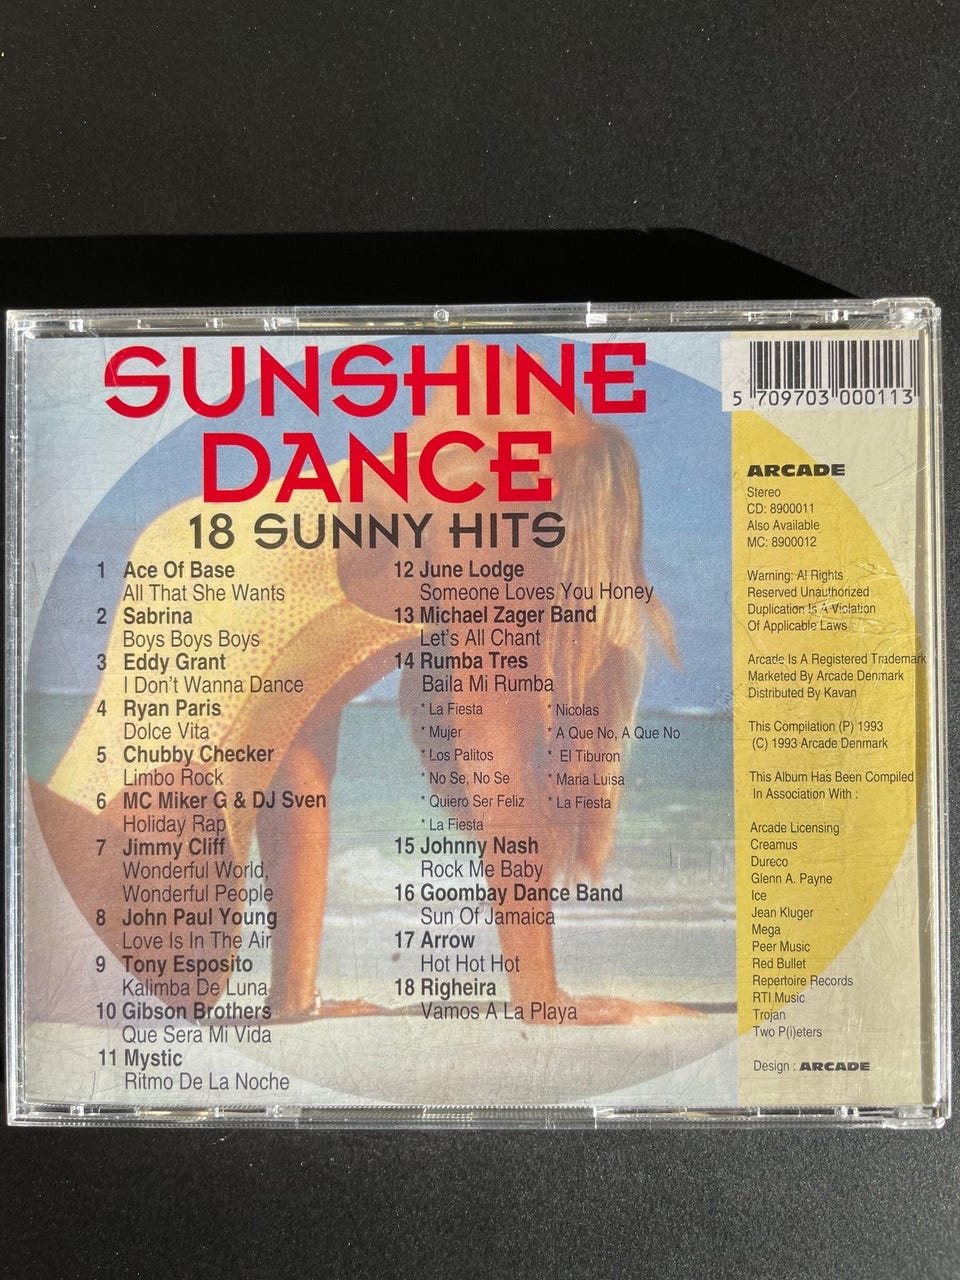 SUNSHINE
DANCE
18 SUNNY HITS
1 Ace Of Base
All That She Wants
2 Sabrina
Boys Boys Boys
3 Eddy Grant
I Don't Wanna Dance
4 Ryan Paris
Dolce Vita
5 Chubby Checker
Limbo Rock
6 MC Miker G & DJ Sven
Holiday Rap
7 Jimmy Cliff
Wonderful World,
Wonderful People
8 John Paul Young
Love Is In The Air
9 Tony Esposito
Kalimba De Luna
10 Gibson Brothers
Que Sera Mi Vida
11 Mystic
Ritmo De La Noche
12 June Lodge
Someone Loves You Honey
13 Michael Zager Band
Let's All Chant
14 Rumba Tres
Baila Mi Rumba
* La Fiesta * Nicolas
* Mujer * A Que No, A Que No
* Los Palitos * El Tiburon
* No Se, No Se * Maria Luisa
* Quiero Ser Feliz * La Fiesta
* La Fiesta
15 Johnny Nash
Rock Me Baby
16 Goombay Dance Band
Sun Of Jamaica
17 Arrow
Hot Hot Hot
18 Righeira
Vamos A La Playa
5 709703 000113
ARCADE
Stereo
CD: 8900011
Also Available
MC: 8900012
Warning: Al Rights
Reserved Unauthorized
Duplication Is A Violation
Of Applicable Laws
Arcade Is A Registered Trademark
Marketed By Arcade Denmark
Distributed By Kavan
This Compilation (P) 1993
(C) 1993 Arcade Denmark
This Album Has Been Compiled
In Association With :
Arcade Licensing
Creamus
Dureco
Glenn A. Payne
Ice
Jean Kluger
Mega
Peer Music
Red Bullet
Repertoire Records
RTI Music
Trojan
Two P(i)eters
Design : ARCADE